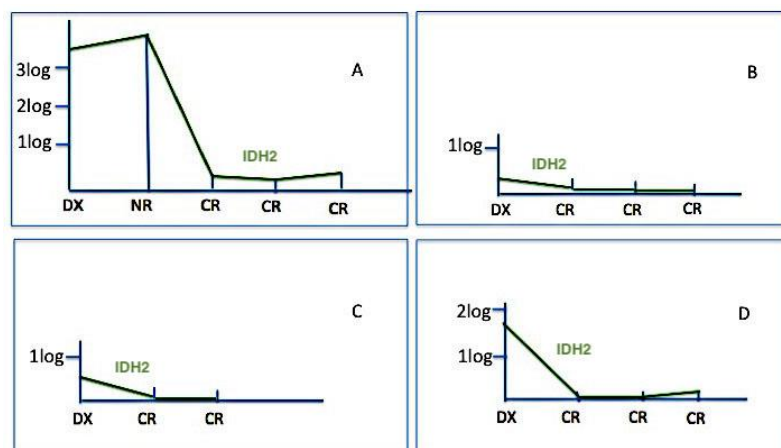 A
3log
2log
1log
IDH2
DX NR CR CR CR
B
1log
IDH2
DX CR CR CR
C
1log
IDH2
DX CR CR
D
2log
1log
IDH2
DX CR CR CR